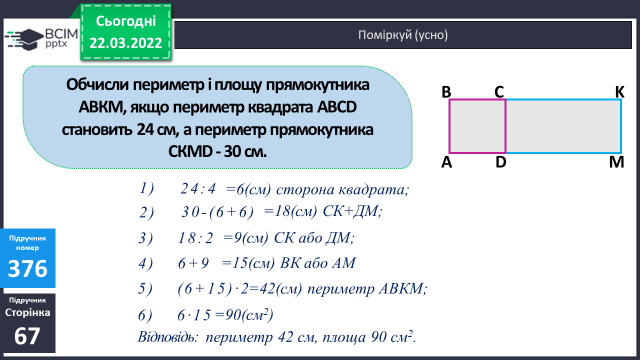 Сьогодні
22.03.2022
BCIM
pptx
Поміркуй (усно)
Обчисли периметр і площу прямокутника
АВКМ, якщо периметр квадрата ABCD
становить 24 см, а периметр прямокутника
CKMD - 30 см.
B C K
A D M
1) 24:4 =6(см) сторона квадрата;
2) 30-(6+6) =18(см) СК+ДМ;
3) 18:2 =9(см) СК або ДМ;
4) 6+9 =15(см) ВК або АМ
5) (6+15)·2=42(см) периметр АВКМ;
6) 6·15=90(см²)
Відповідь: периметр 42 см, площа 90 см².
Підручник
номер
376
Підручник
Сторінка
67